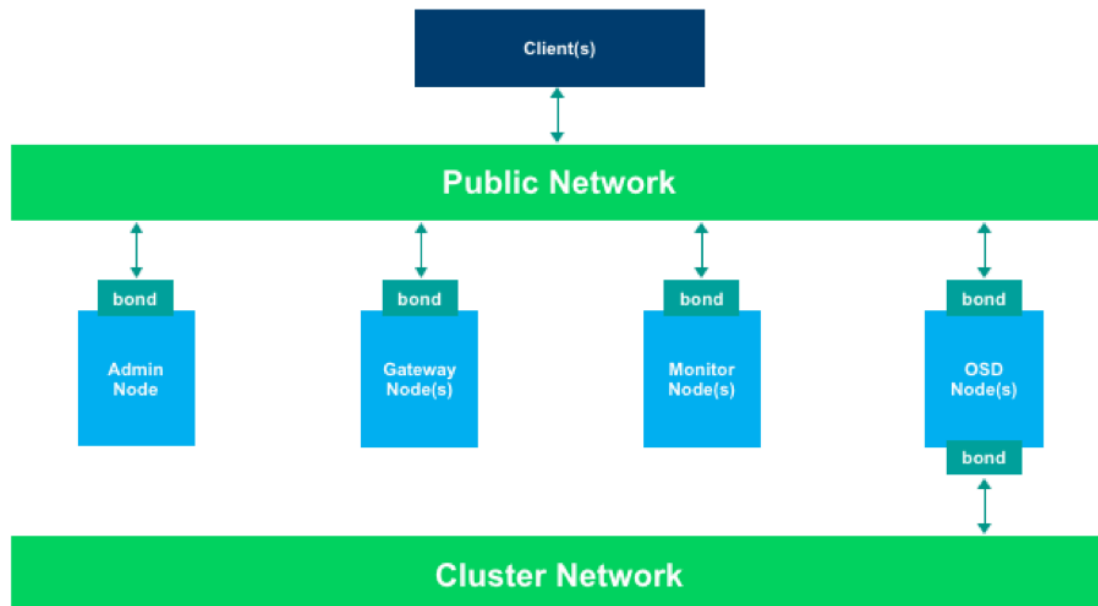 Client(s)
Public Network
bond
bond
bond
bond
Admin
Node
Gateway
Node(s)
Monitor
Node(s)
OSD
Node(s)
bond
Cluster Network